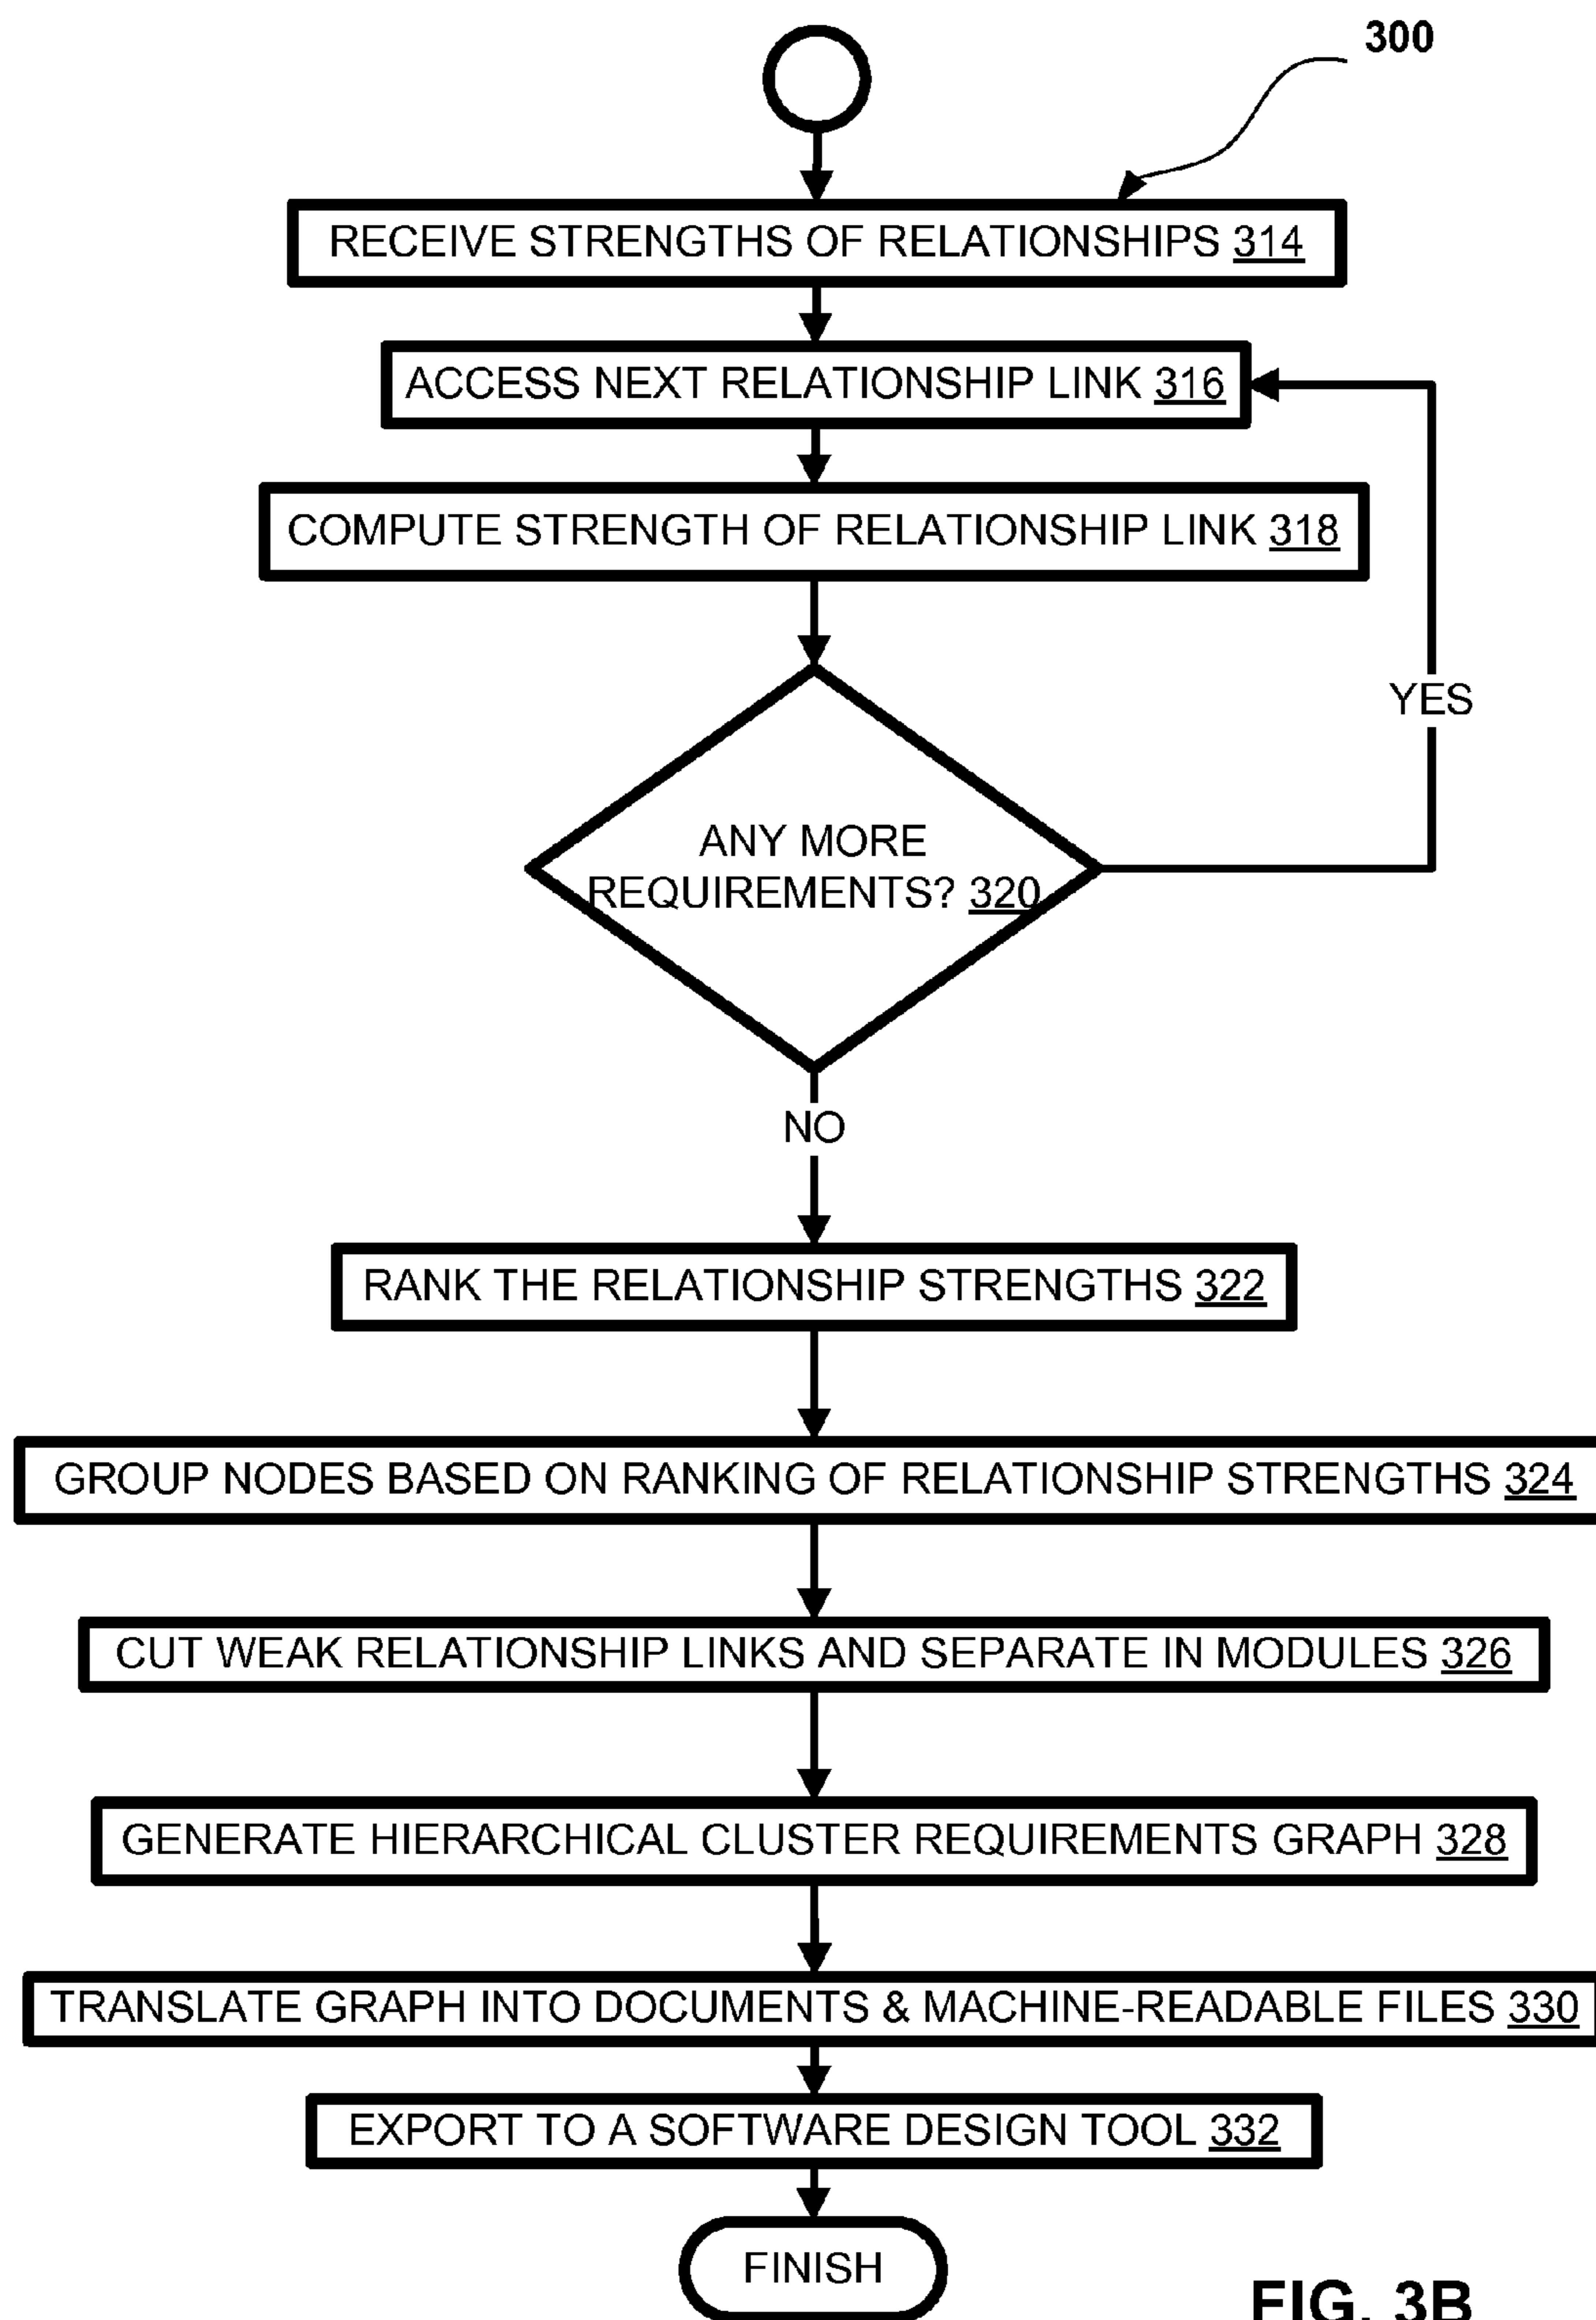 300
RECEIVE STRENGTHS OF RELATIONSHIPS 314
ACCESS NEXT RELATIONSHIP LINK 316
COMPUTE STRENGTH OF RELATIONSHIP LINK 318
YES
ANY MORE
REQUIREMENTS? 320
NO
RANK THE RELATIONSHIP STRENGTHS 322
GROUP NODES BASED ON RANKING OF RELATIONSHIP STRENGTHS 324
CUT WEAK RELATIONSHIP LINKS AND SEPARATE IN MODULES 326
GENERATE HIERARCHICAL CLUSTER REQUIREMENTS GRAPH 328
TRANSLATE GRAPH INTO DOCUMENTS & MACHINE-READABLE FILES 330
EXPORT TO A SOFTWARE DESIGN TOOL 332
FINISH
FIG. 3B